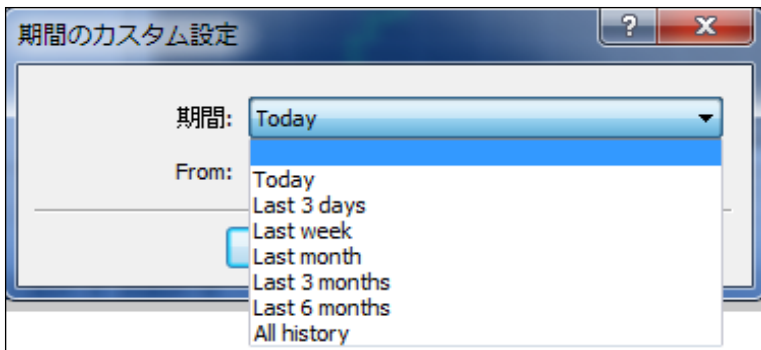 期間のカスタム設定
?
X
期間: Today
From:
Today
Last 3 days
Last week
Last month
Last 3 months
Last 6 months
All history